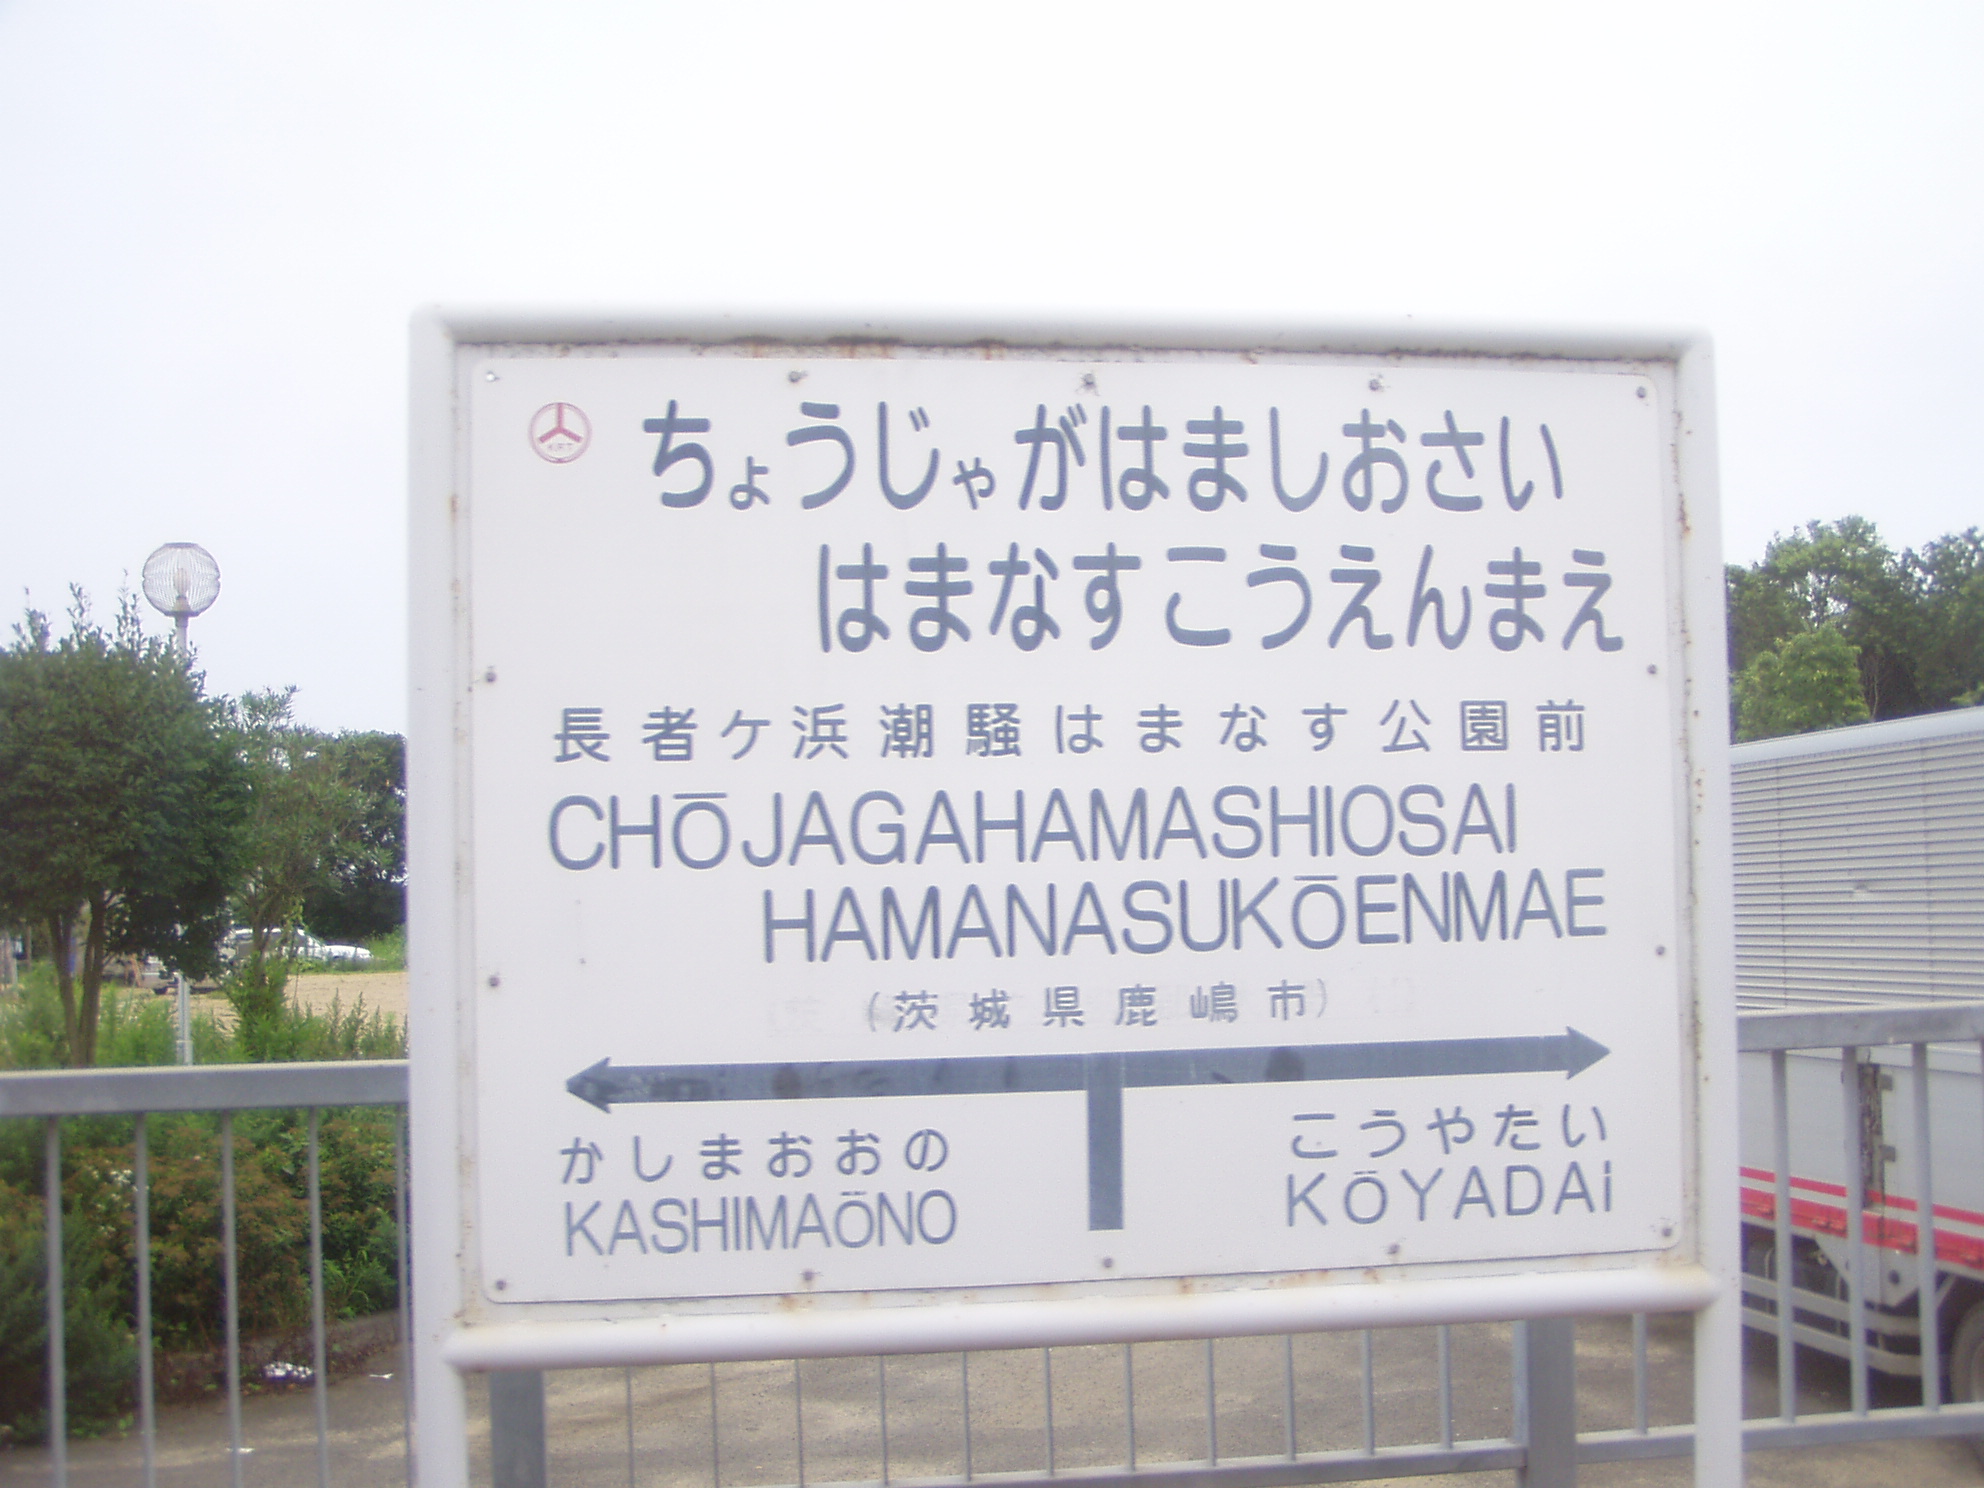 KRT
ちょうじゃがはましおさい
はまなすこうえんまえ
長者ケ浜潮騒はまなす公園前
CHŌJAGAHAMASHIOSAI
HAMANASUKŌENMAE
(茨城県鹿嶋市)
かしまおおの
KASHIMAŌNO
こうやたい
KŌYADAi